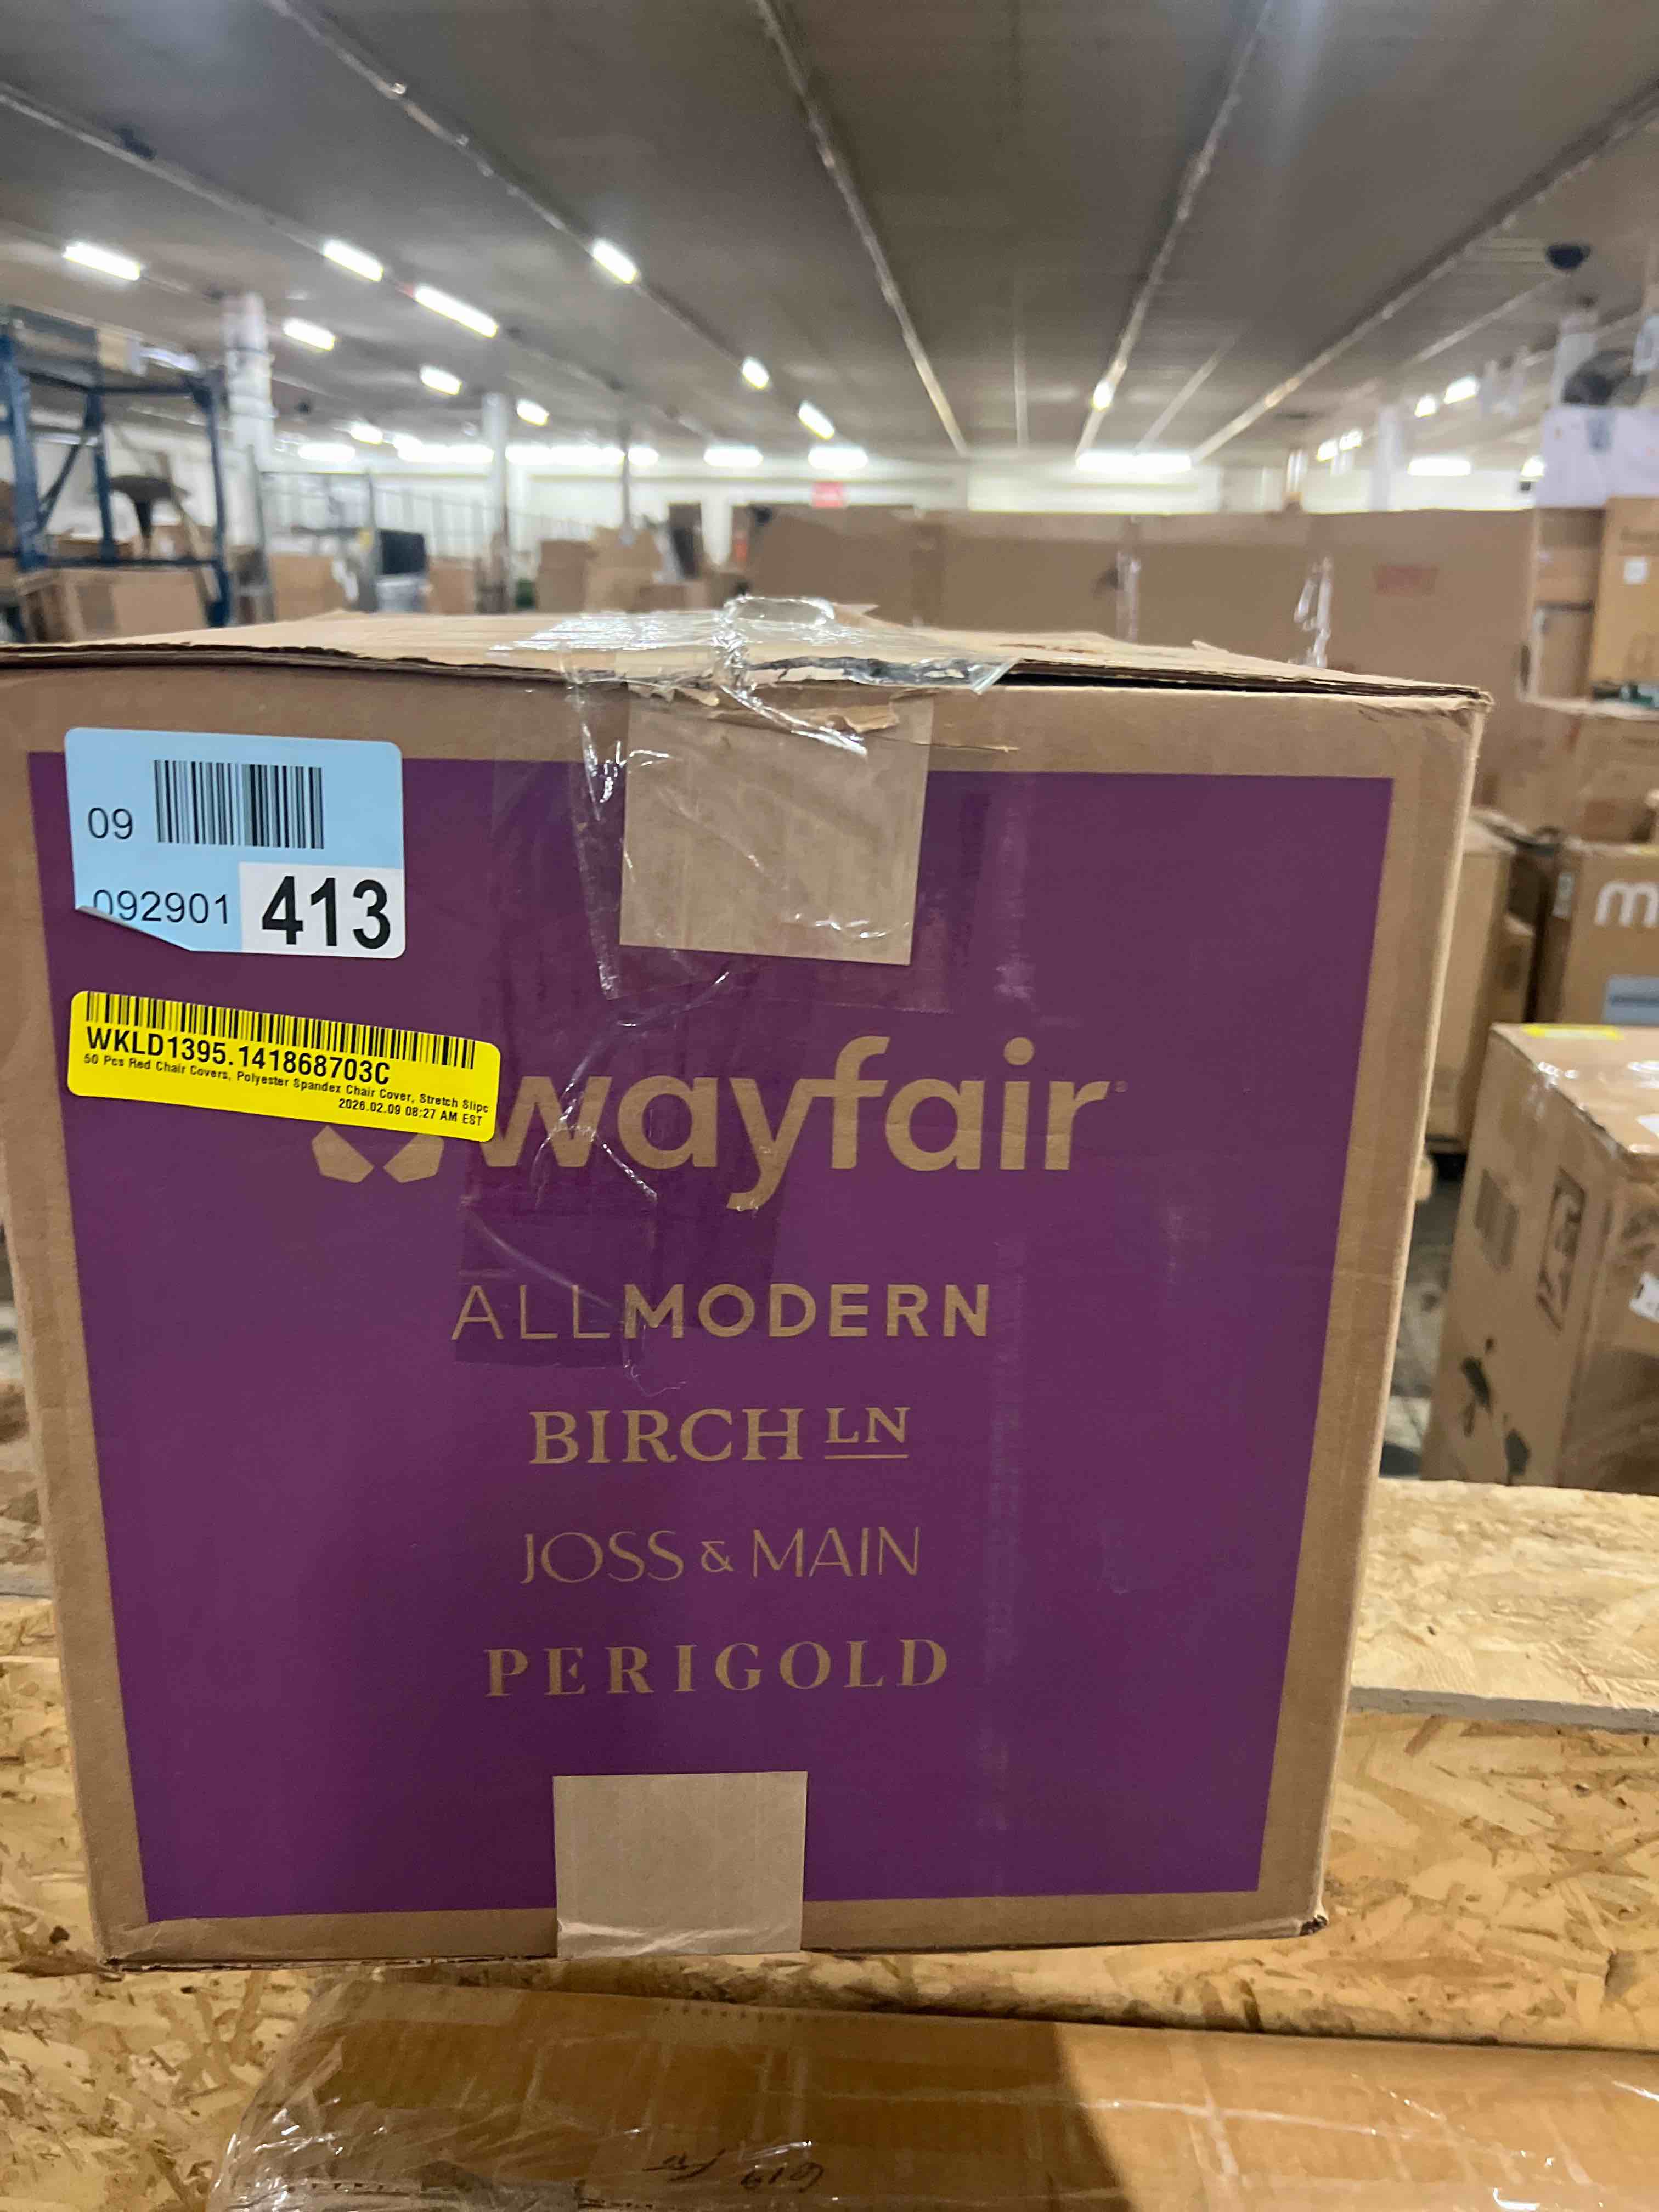 09
092901 413
WKLD1395.141868703C
50 Pcs Red Chair Covers, Polyester Spandex Chair Cover, Stretch Slipc
2026.02.09 08:27 AM EST
wayfair
ALLMODERN
BIRCH LN
JOSS & MAIN
PERIGOLD
m